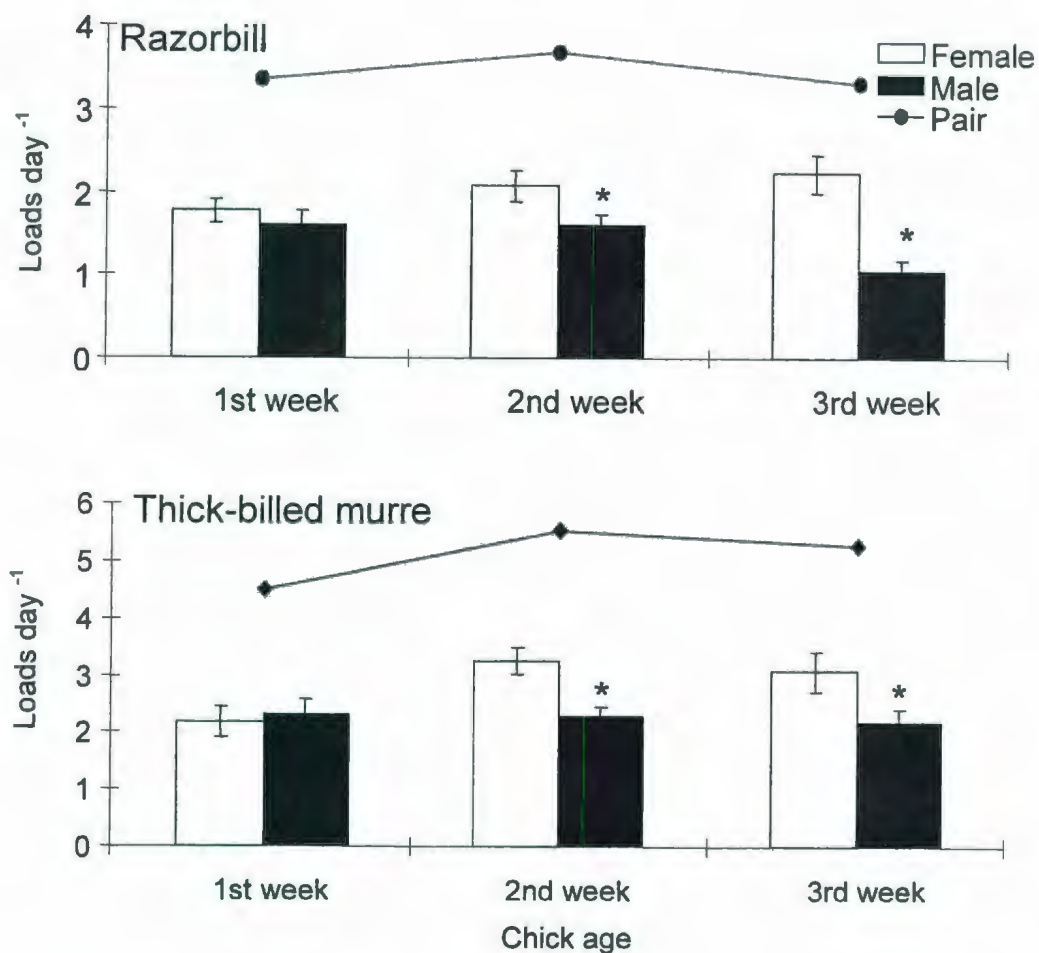 Razorbill
Female
Male
Pair
Loads day -1
4
3
2
1
0
*
*
1st week 2nd week 3rd week
Thick-billed murre
Loads day -1
6
5
4
3
2
1
0
*
*
1st week 2nd week 3rd week
Chick age